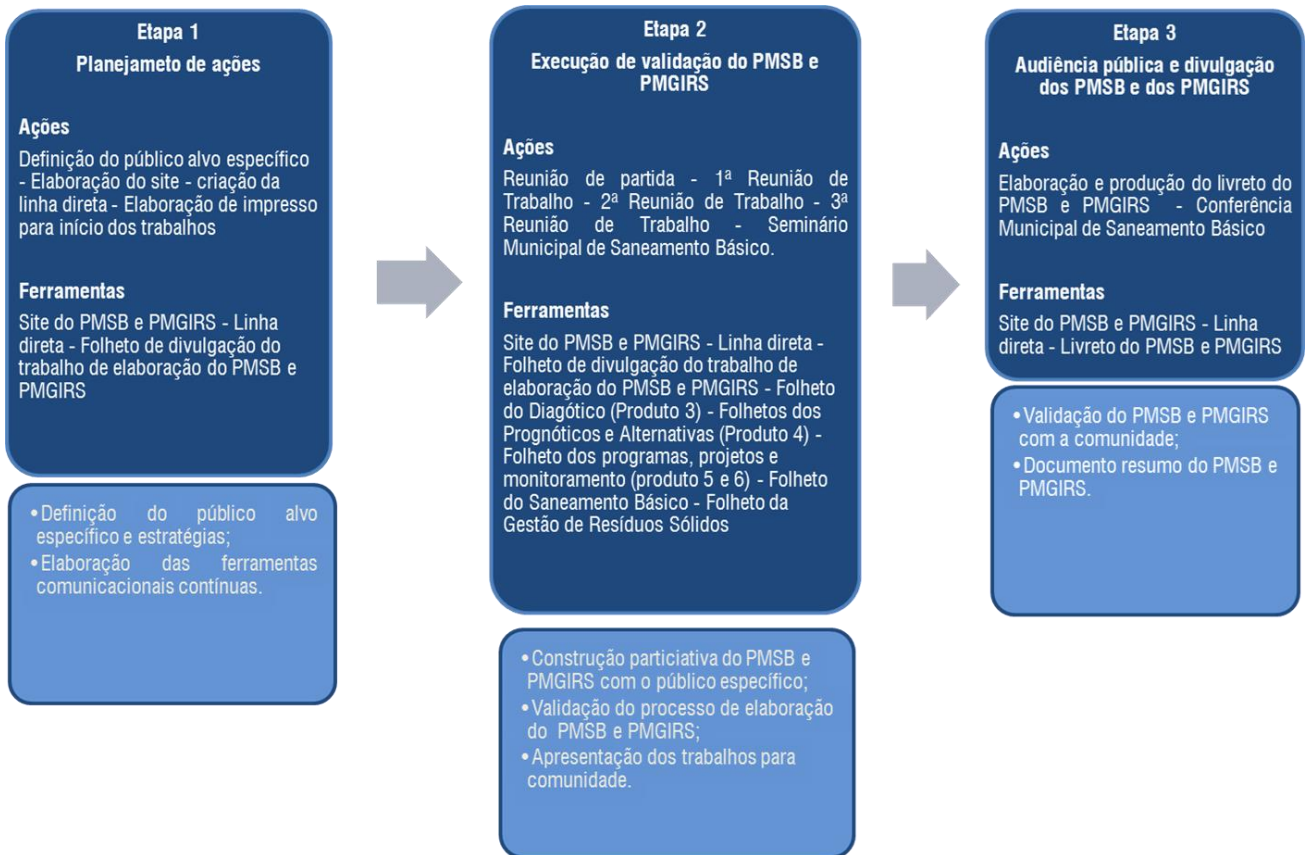 Etapa 1
Planejameto de ações
Ações
Definição do público alvo específico
- Elaboração do site - criação da
linha direta - Elaboração de impresso
para início dos trabalhos
Ferramentas
Site do PMSB e PMGIRS - Linha
direta - Folheto de divulgação do
trabalho de elaboração do PMSB e
PMGIRS
•Definição do público alvo
específico e estratégias;
•Elaboração das ferramentas
comunicacionais contínuas.
Etapa 2
Execução de validação do PMSB e
PMGIRS
Ações
Reunião de partida - 1ª Reunião de
Trabalho - 2ª Reunião de Trabalho - 3ª
Reunião de Trabalho - Seminário
Municipal de Saneamento Básico.
Ferramentas
Site do PMSB e PMGIRS - Linha direta -
Folheto de divulgação do trabalho de
elaboração do PMSB e PMGIRS - Folheto
do Diagótico (Produto 3) - Folhetos dos
Prognóticos e Alternativas (Produto 4) -
Folheto dos programas, projetos e
monitoramento (produto 5 e 6) - Folheto
do Saneamento Básico - Folheto da
Gestão de Resíduos Sólidos
•Construção particiativa do PMSB e
PMGIRS com o público específico;
•Validação do processo de elaboração
do PMSB e PMGIRS;
•Apresentação dos trabalhos para
comunidade.
Etapa 3
Audiência pública e divulgação
dos PMSB e dos PMGIRS
Ações
Elaboração e produção do livreto do
PMSB e PMGIRS - Conferência
Municipal de Saneamento Básico
Ferramentas
Site do PMSB e PMGIRS - Linha
direta - Livreto do PMSB e PMGIRS
•Validação do PMSB e PMGIRS
com a comunidade;
•Documento resumo do PMSB e
PMGIRS.